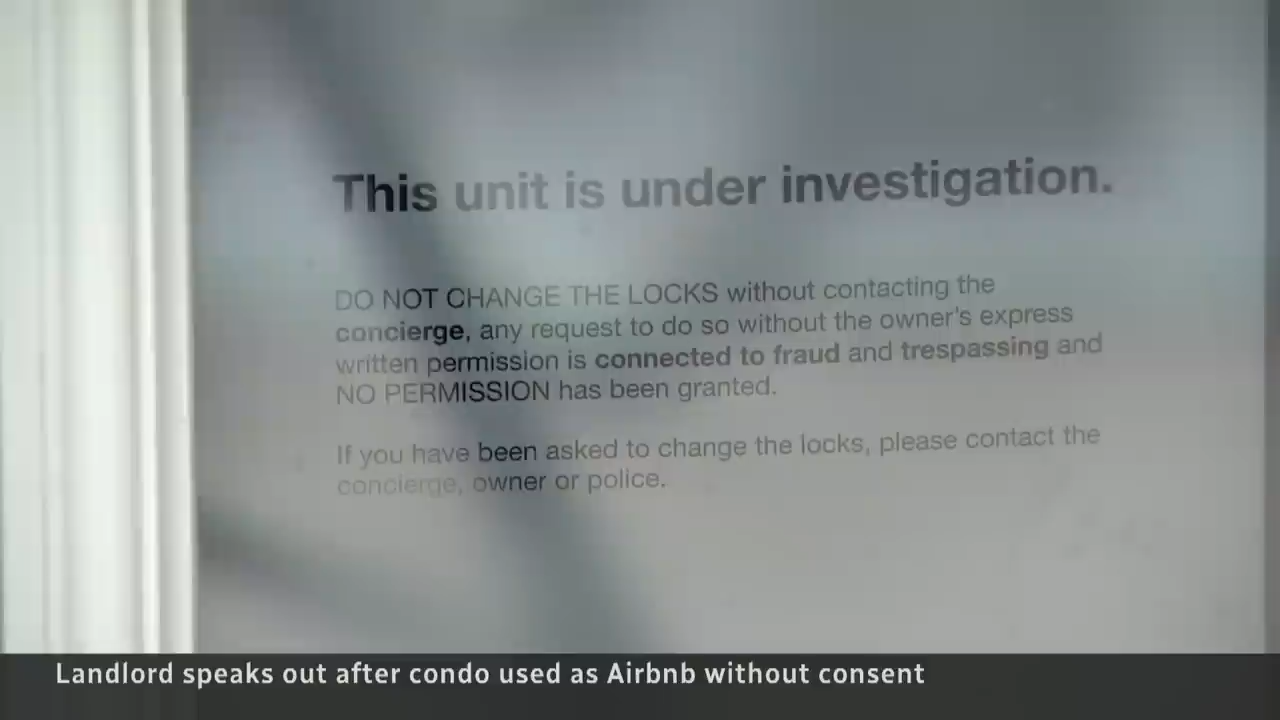 This unit is under investigation.
DO NOT CHANGE THE LOCKS without contacting the
concierge, any request to do so without the owner's express
written permission is connected to fraud and trespassing and
NO PERMISSION has been granted.
If you have been asked to change the locks, please contact the
concierge, owner or police.
Landlord speaks out after condo used as Airbnb without consent